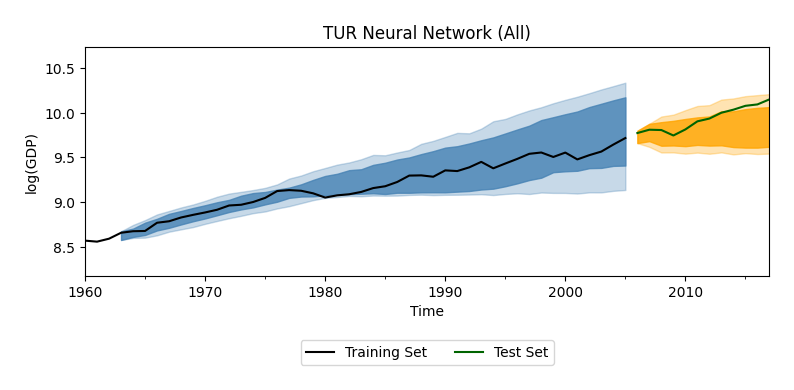 TUR Neural Network (All)
log(GDP)
10.5
10.0
9.5
9.0
8.5
1960 1970 1980 1990 2000 2010
Time
Training Set Test Set